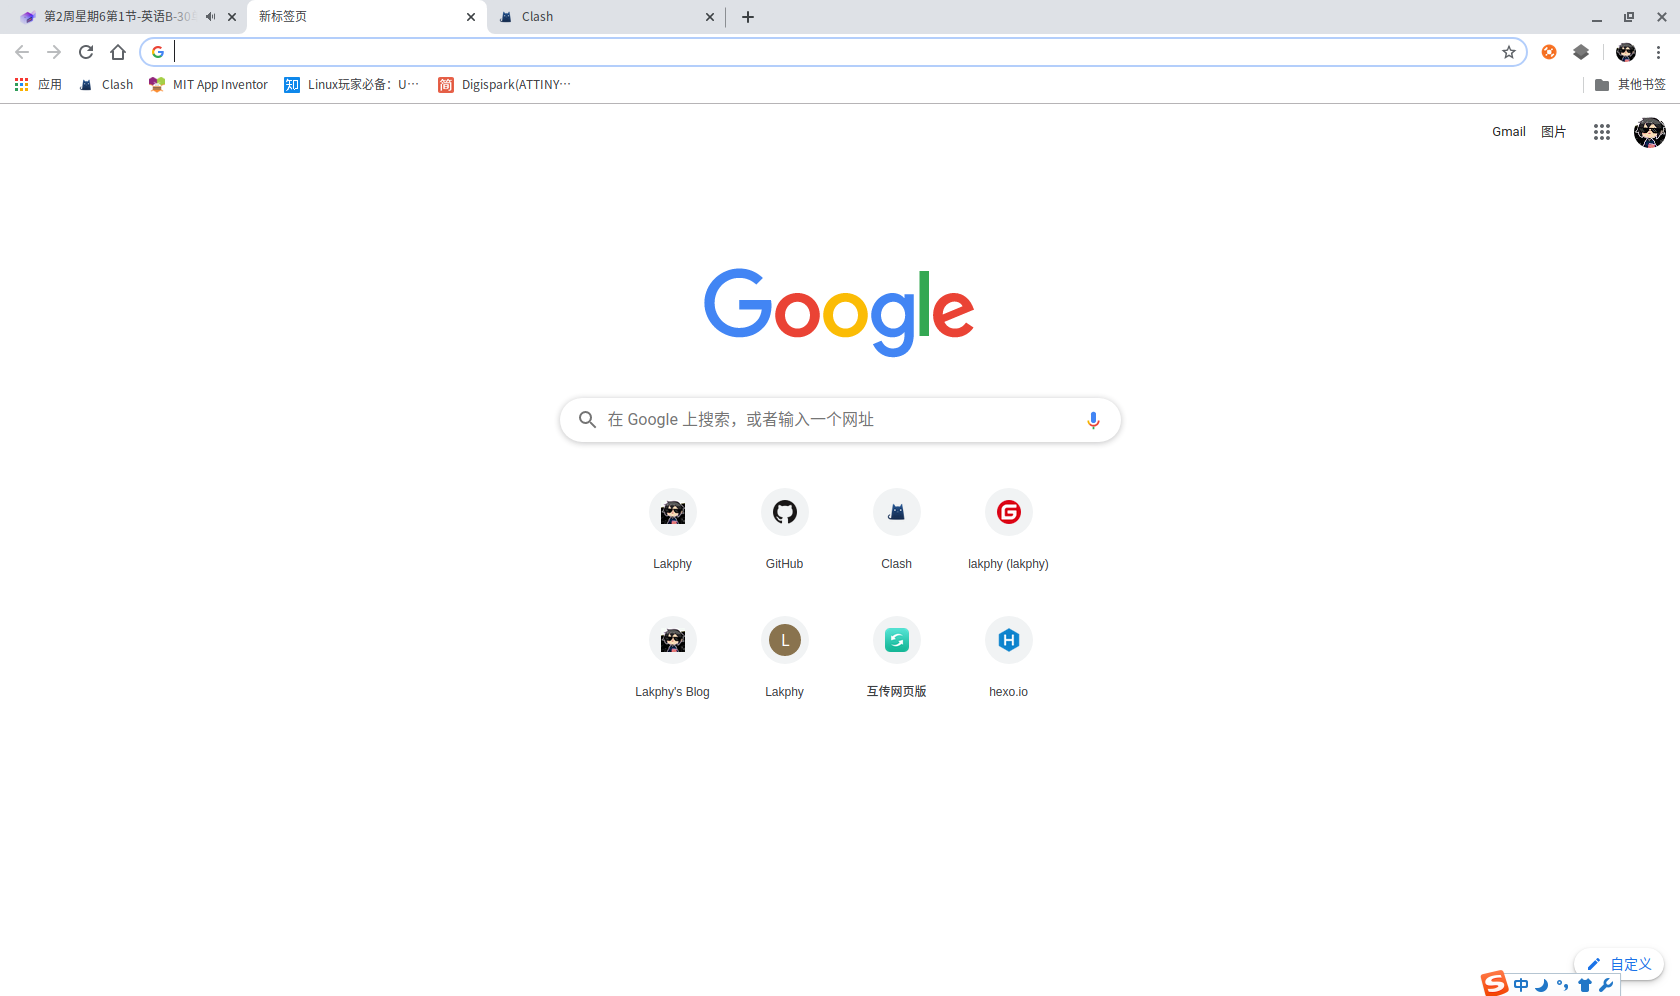 第2周星期6第1节-英语B-30
新标签页
Clash
应用
Clash
MIT App Inventor
知
Linux玩家必备：U…
简
Digispark(ATTINY…
其他书签
Gmail
图片
Google
在 Google 上搜索，或者输入一个网址
Lakphy
GitHub
Clash
lakphy (lakphy)
L
H
Lakphy's Blog
Lakphy
互传网页版
hexo.io
自定义
中